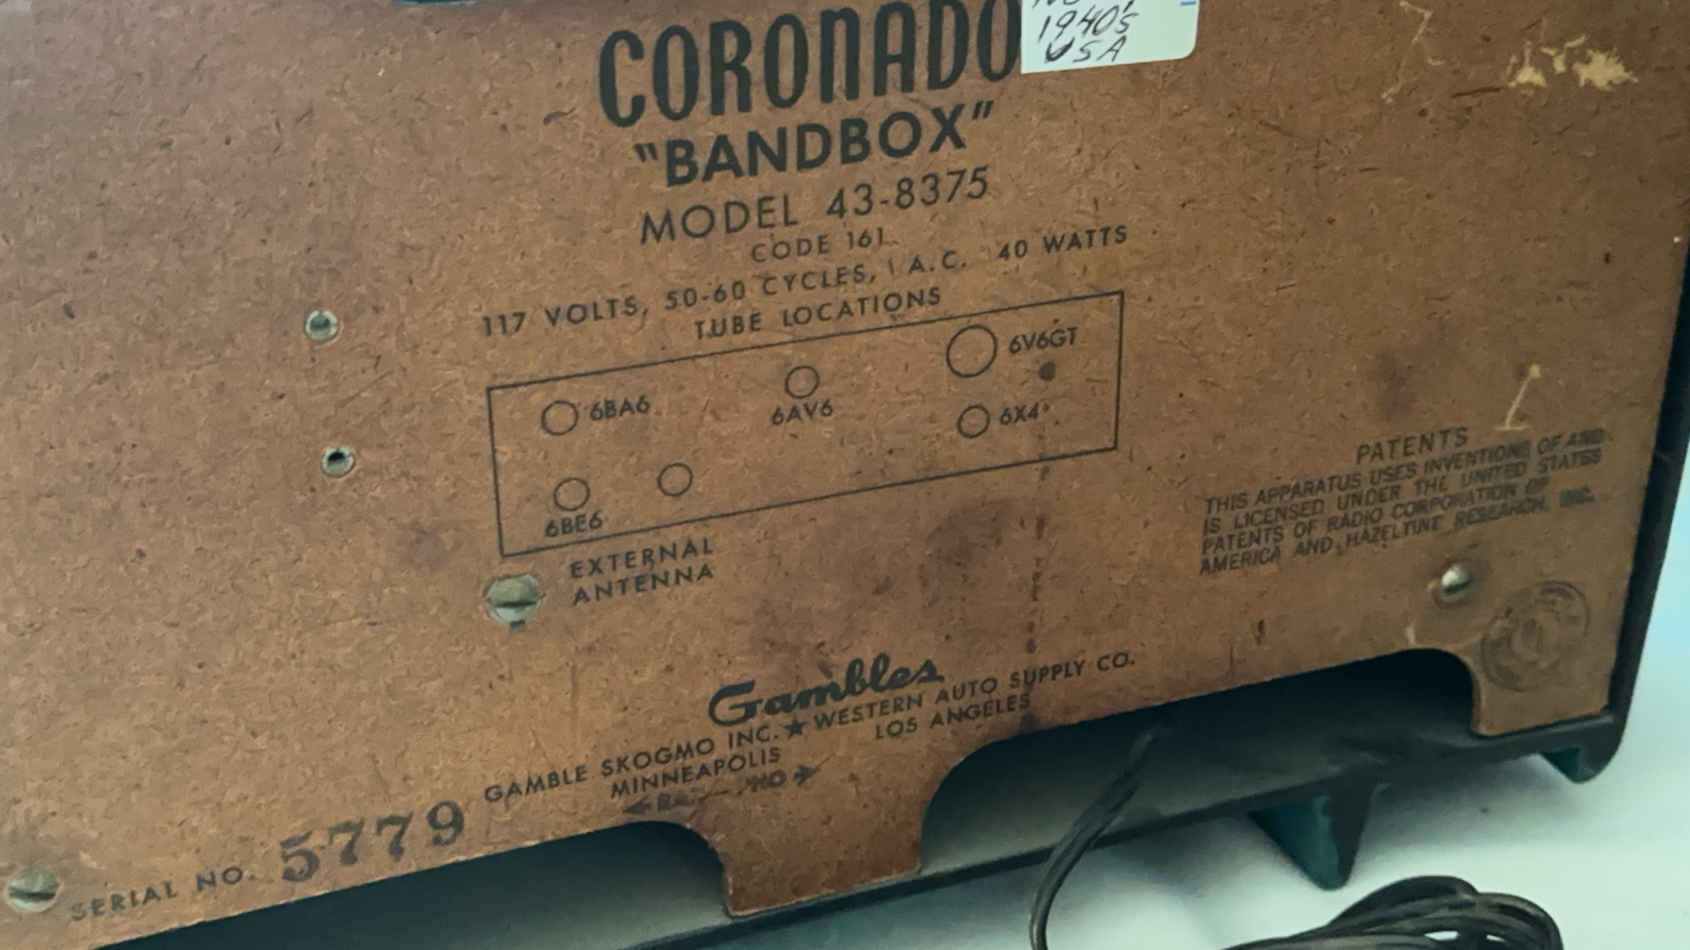 1940's
USA
CORONADO
"BANDBOX"
MODEL 43-8375
CODE 161
117 VOLTS, 50-60 CYCLES, A.C. 40 WATTS
TUBE LOCATIONS
6BA6
6AV6
6V6GT
6X4
6BE6
EXTERNAL
ANTENNA
PATENTS
THIS APPARATUS USES INVENTIONS OF AND
IS LICENSED UNDER THE UNITED STATES
PATENTS OF RADIO CORPORATION OF
AMERICA AND HAZELTINE RESEARCH, INC.
Gambles
GAMBLE SKOGMO INC. ★ WESTERN AUTO SUPPLY CO.
MINNEAPOLIS LOS ANGELES
SERIAL NO. 5779